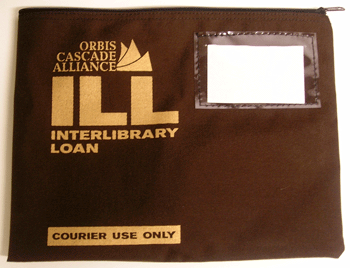 ORBIS
CASCADE
ALLIANCE
ILL
INTERLIBRARY
LOAN
COURIER USE ONLY